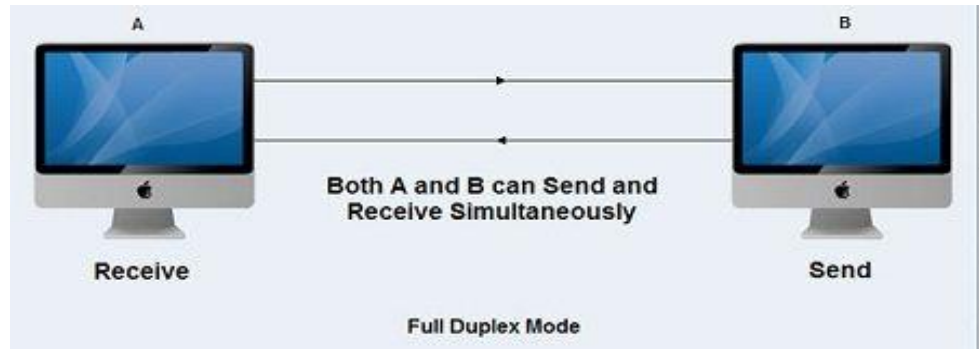 A
B
Both A and B can Send and
Receive Simultaneously
Receive
Send
Full Duplex Mode